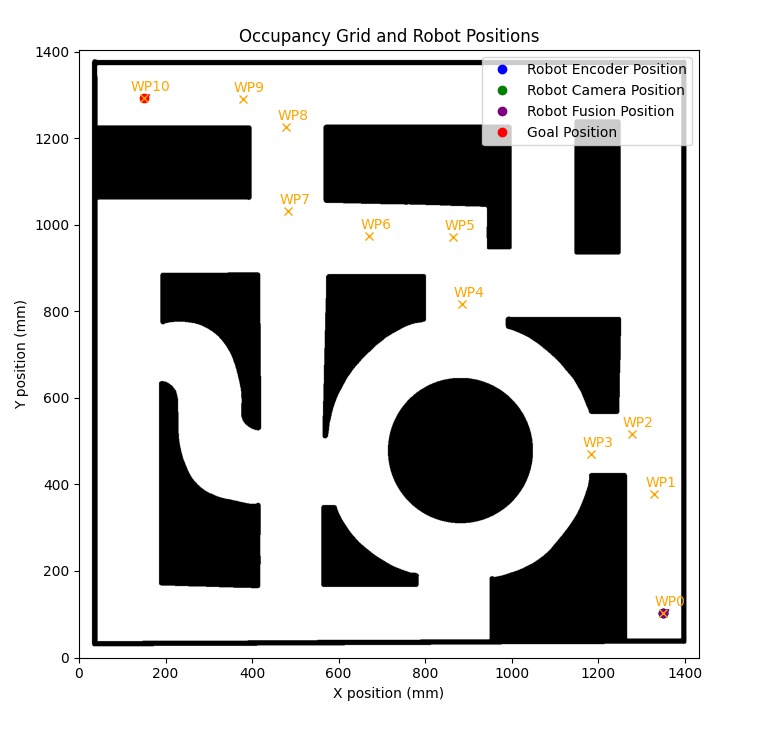 Occupancy Grid and Robot Positions
1400
1200
1000
800
600
400
200
0
Y position (mm)
WP10
WP9
WP8
WP7
WP6
WP5
WP4
WP2
WP3
WP1
WP0
Robot Encoder Position
Robot Camera Position
Robot Fusion Position
Goal Position
0
200
400
600
800
1000
1200
1400
X position (mm)